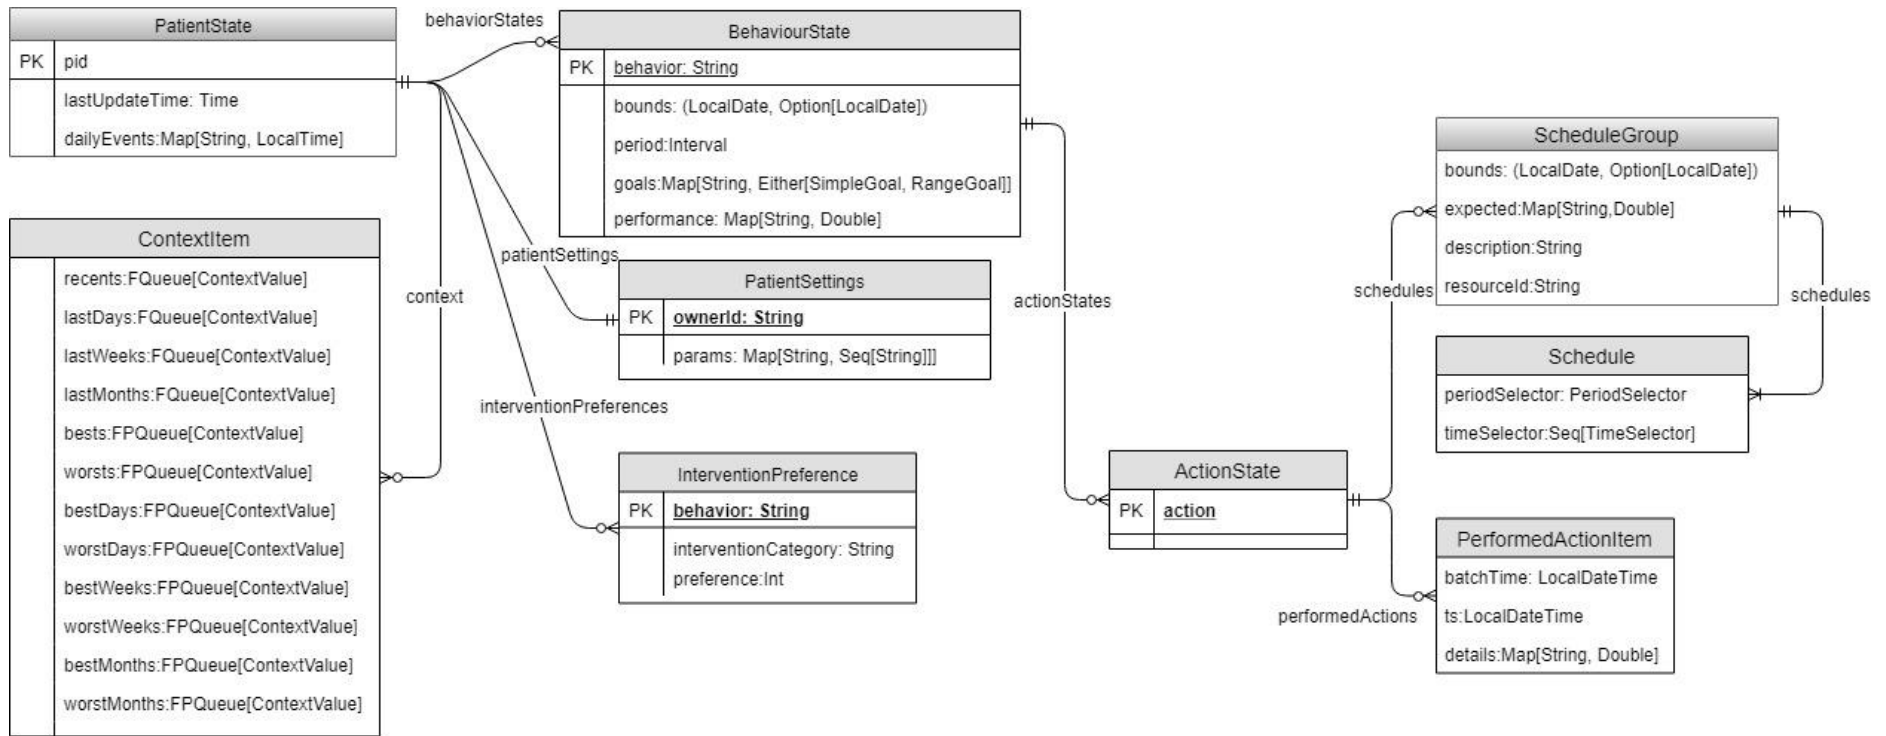 PatientState
PK pid
lastUpdateTime: Time
dailyEvents:Map[String, LocalTime]
behaviorStates
BehaviourState
PK behavior: String
bounds: (LocalDate, Option[LocalDate])
period:Interval
goals:Map[String, Either[SimpleGoal, RangeGoal]]
performance: Map[String, Double]
ContextItem
recents:FQueue[ContextValue]
lastDays:FQueue[ContextValue]
lastWeeks:FQueue[ContextValue]
lastMonths:FQueue[ContextValue]
bests:FPQueue[ContextValue]
worsts:FPQueue[ContextValue]
bestDays:FPQueue[ContextValue]
worstDays:FPQueue[ContextValue]
bestWeeks:FPQueue[ContextValue]
worstWeeks:FPQueue[ContextValue]
bestMonths:FPQueue[ContextValue]
worstMonths:FPQueue[ContextValue]
context
patientSettings
PatientSettings
PK ownerId: String
params: Map[String, Seq[String]]]
interventionPreferences
InterventionPreference
PK behavior: String
interventionCategory: String
preference:Int
actionStates
ActionState
PK action
schedules
ScheduleGroup
bounds: (LocalDate, Option[LocalDate])
expected:Map[String,Double]
description:String
resourceId:String
schedules
Schedule
periodSelector: PeriodSelector
timeSelector:Seq[TimeSelector]
performedActions
PerformedActionItem
batchTime: LocalDateTime
ts:LocalDateTime
details:Map[String, Double]